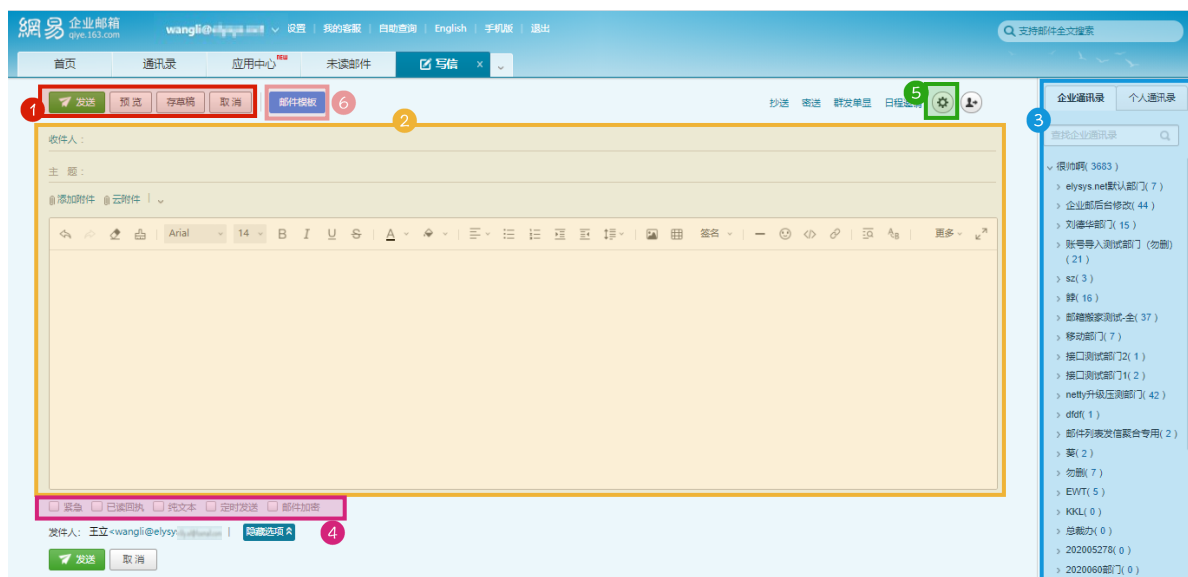 網易 企业邮箱
qiye.163.com
wangli@ 设置 | 我的客服 | 自助查询 | English | 手机版 | 退出
支持邮件全文搜索
首页 通讯录 应用中心 未读邮件 写信 ×
1 发送 预览 存草稿 取消 邮件模板 6
抄送 密送 群发单显 日程邀请 5
企业通讯录 个人通讯录
2
3
收件人：
查找企业通讯录
主 题：
添加附件 云附件 |
Arial 14 B I U S A 签名 更多
很帅啊( 3683 )
elysys.net默认部门( 7 )
企业邮后台修改( 44 )
刘德华部门( 15 )
账号导入测试部门 (勿删)
( 21 )
sz( 3 )
( 16 )
邮箱搬家测试-全( 37 )
移动部门( 7 )
接口测试部门2( 1 )
接口测试部门1( 2 )
netty升级压测部门( 42 )
dfdf( 1 )
邮件列表发信聚合专用( 2 )
葵( 2 )
勿删( 7 )
EWT( 5 )
KKL( 0 )
总裁办( 0 )
202005278( 0 )
2020060部门( 0 )
紧急 已读回执 纯文本 定时发送 邮件加密
发件人： 王立<wangli@elysy | 隐藏选项 4
发送 取消